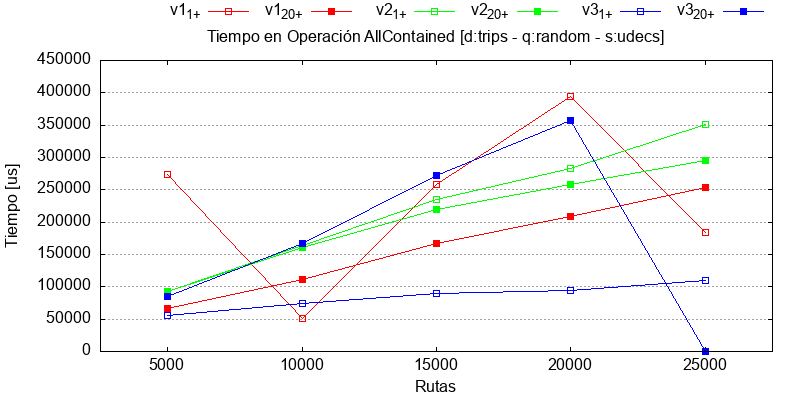 v1₁₊ v1₂₀₊ v2₁₊ v2₂₀₊ v3₁₊ v3₂₀₊
Tiempo en Operación AllContained [d:trips - q:random - s:udecs]
450000
400000
350000
300000
250000
200000
150000
100000
50000
0
Tiempo [us]
5000 10000 15000 20000 25000
Rutas